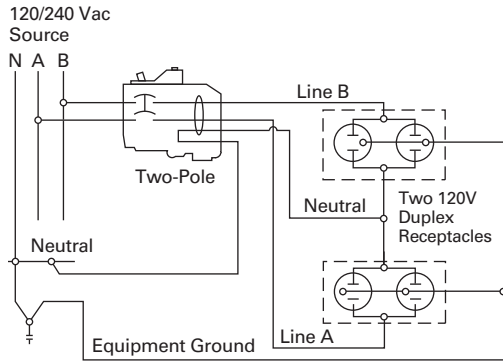 120/240 Vac
Source
N A B
Line B
Two-Pole
Neutral
Two 120V
Duplex
Receptacles
Neutral
Line A
Equipment Ground